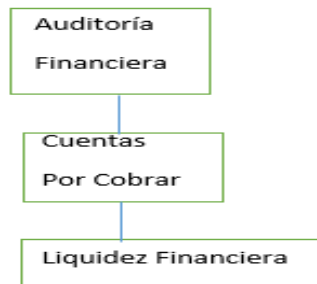 Auditoría
Financiera
Cuentas
Por Cobrar
Liquidez Financiera